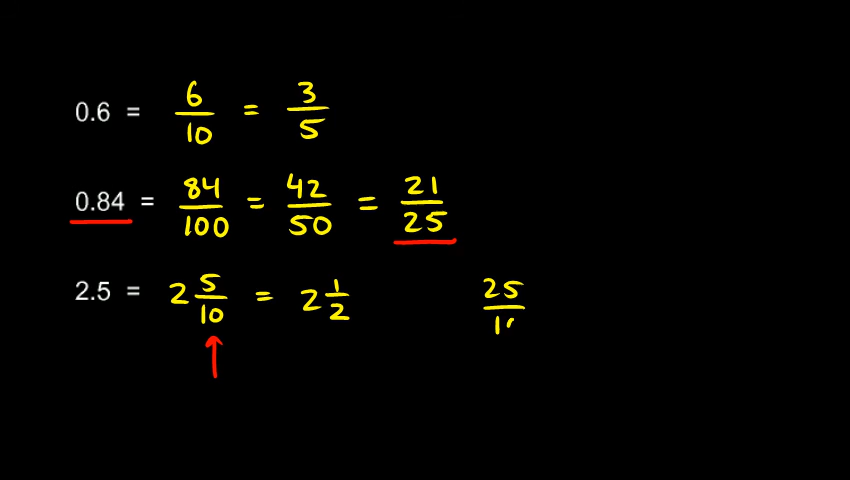 0.6 = 6/10 = 3/5
0.84 = 84/100 = 42/50 = 21/25
2.5 = 2 5/10 = 2 1/2 25/1